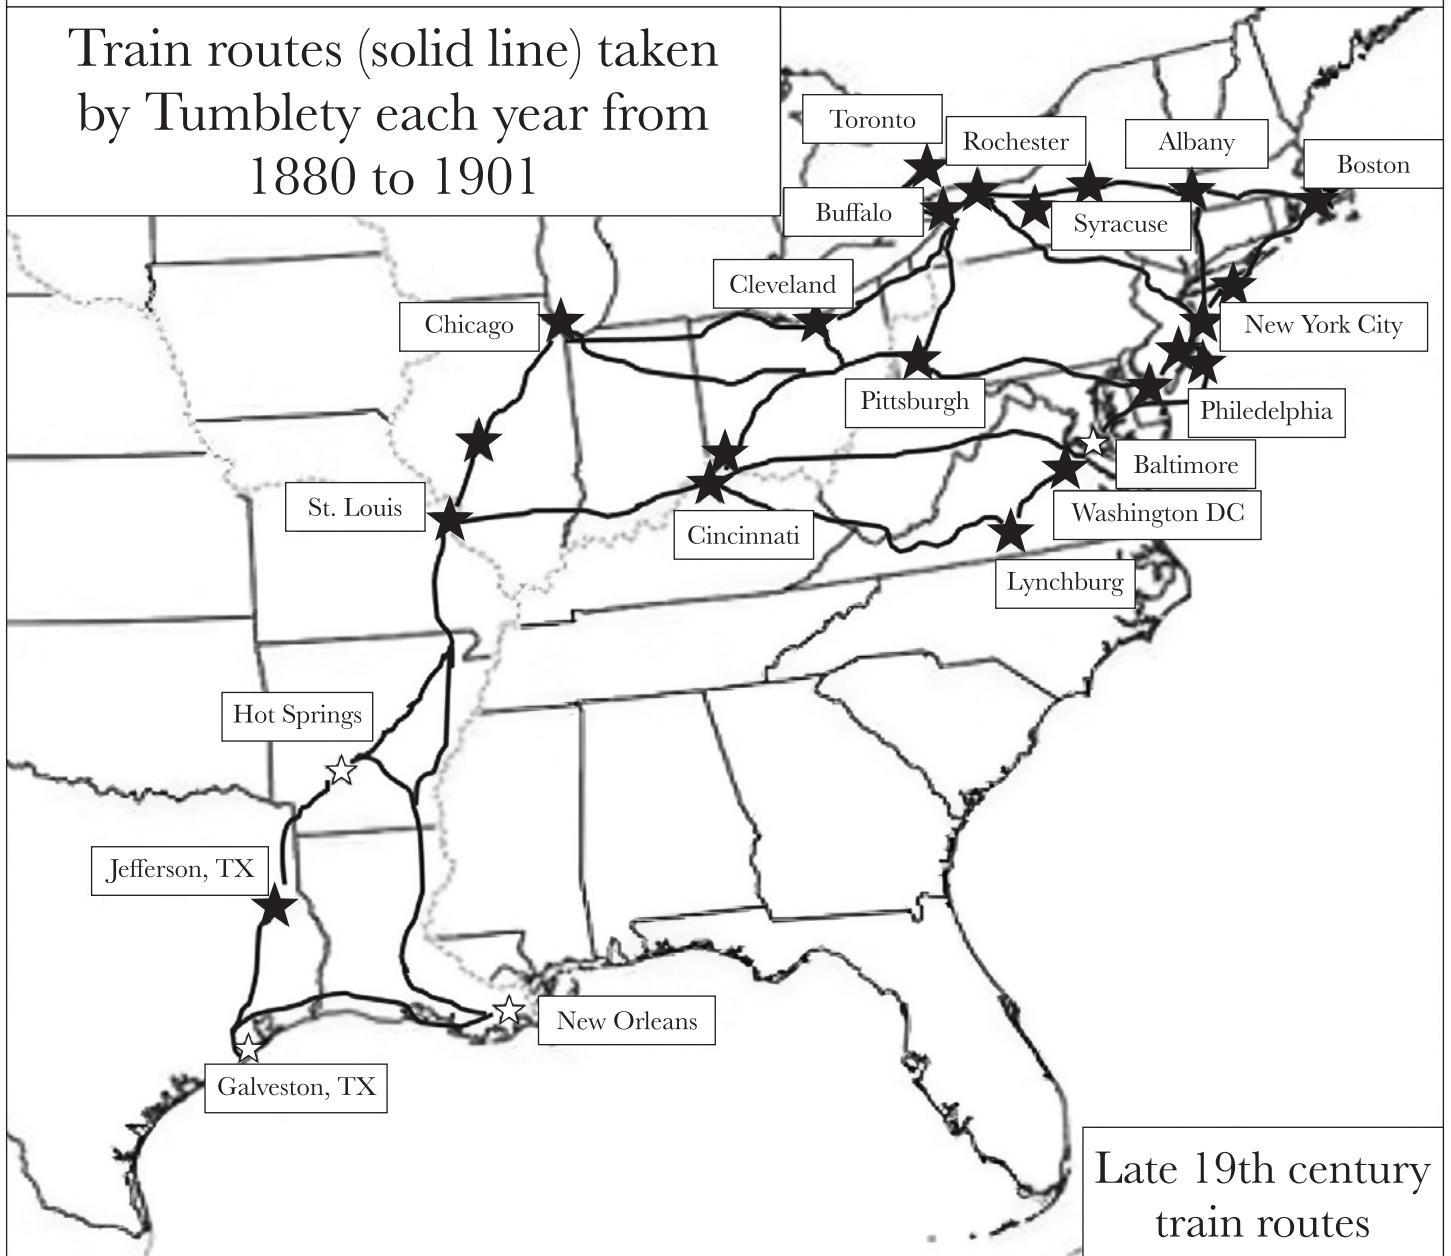 Train routes (solid line) taken
by Tumblety each year from
1880 to 1901
Toronto
Rochester
Albany
Boston
Buffalo
Syracuse
Cleveland
Chicago
New York City
Pittsburgh
Philedelphia
Baltimore
St. Louis
Cincinnati
Washington DC
Lynchburg
Hot Springs
Jefferson, TX
New Orleans
Galveston, TX
Late 19th century
train routes